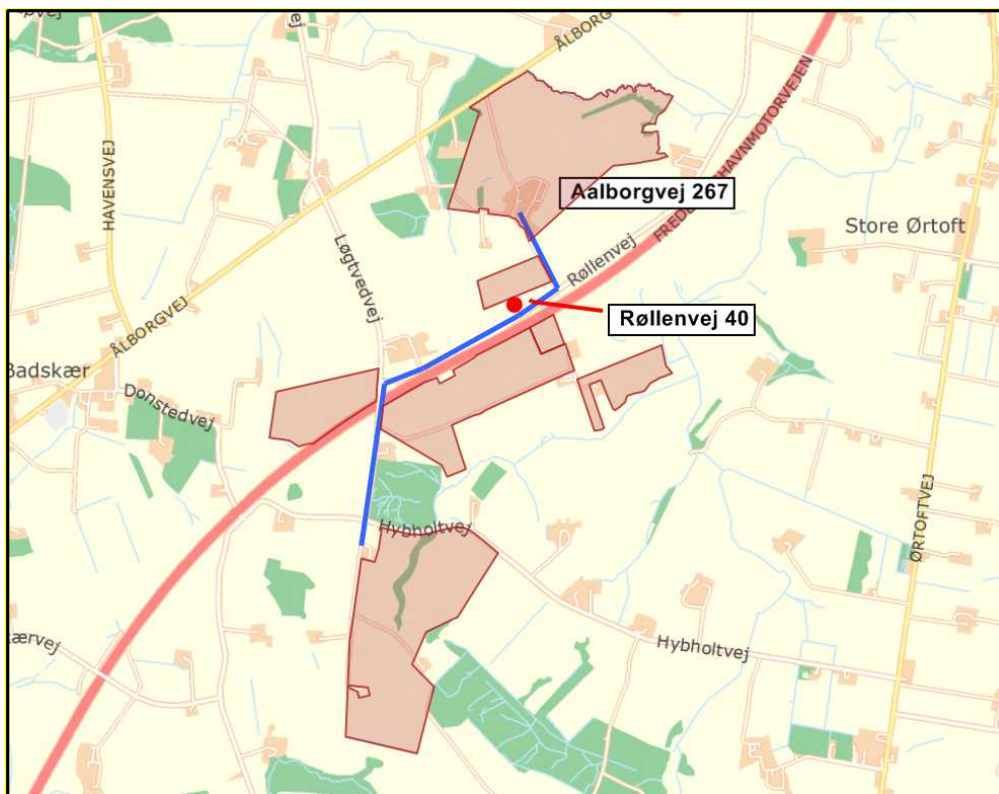 ÅLBORGVEJ
HAVENSVEJ
FREDERIKSHAVNMOTORVEJEN
Aalborgvej 267
Store Ørtoft
Løgtvedvej
Røllenvej
Røllenvej 40
ÅLBORGVEJ
Badskær
Donstedvej
ØRTOFTVEJ
Hybholtvej
Hybholtvej